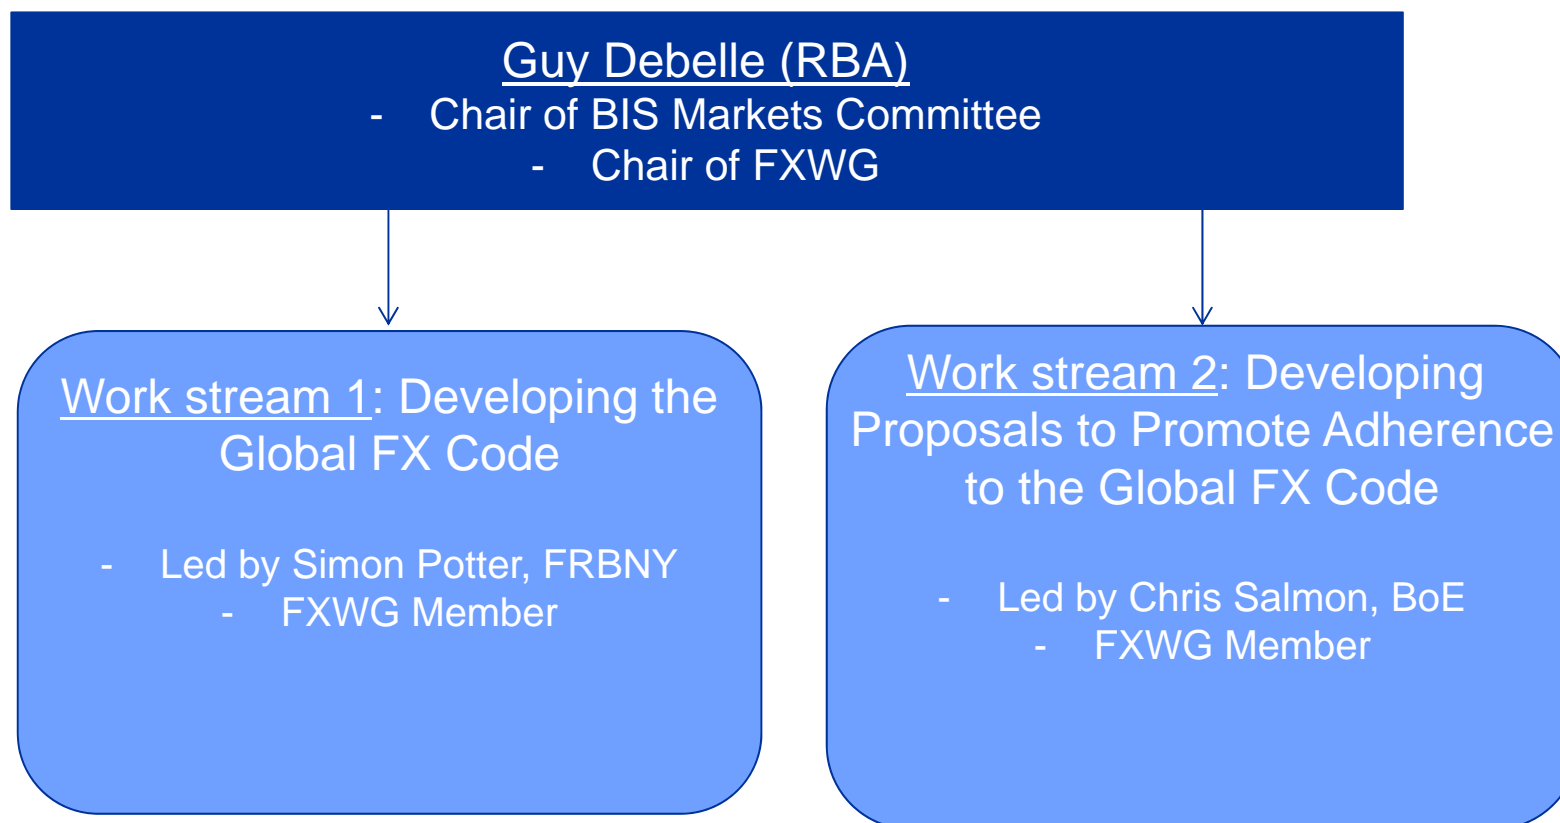 Guy Debelle (RBA)
- Chair of BIS Markets Committee
- Chair of FXWG
Work stream 1: Developing the
Global FX Code
- Led by Simon Potter, FRBNY
- FXWG Member
Work stream 2: Developing
Proposals to Promote Adherence
to the Global FX Code
- Led by Chris Salmon, BoE
- FXWG Member